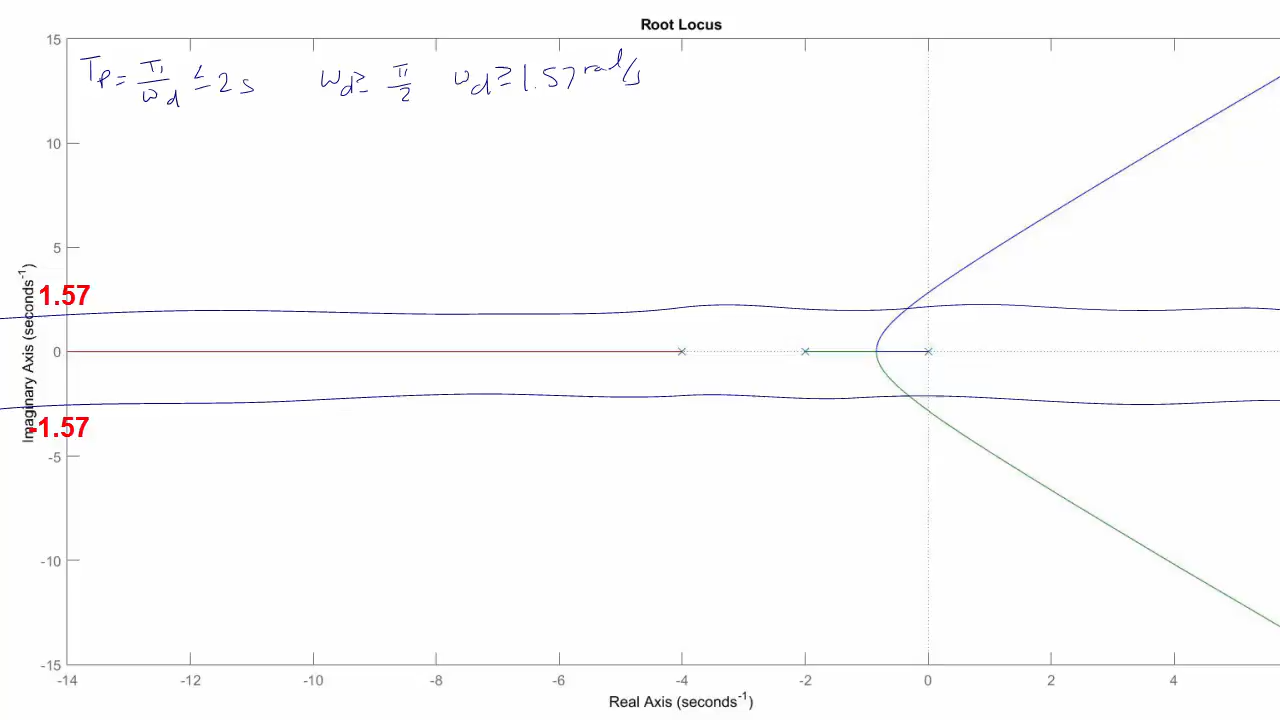 Root Locus
Tp = π/ωd ≤ 2 s ωd ≥ π/2 ωd ≥ 1.57 rad/s
15
10
5
1.57
0
-1.57
-5
-10
-15
Imaginary Axis (seconds⁻¹)
-14 -12 -10 -8 -6 -4 -2 0 2 4
Real Axis (seconds⁻¹)